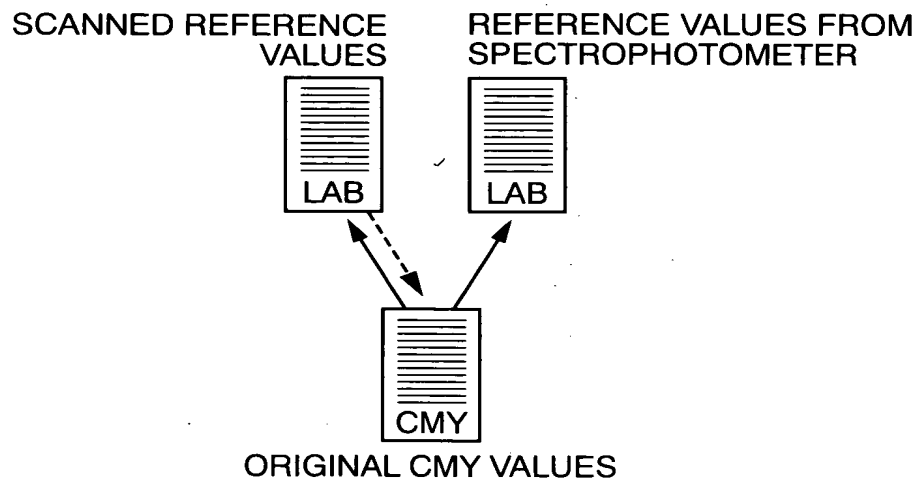 SCANNED REFERENCE
VALUES
REFERENCE VALUES FROM
SPECTROPHOTOMETER
LAB
LAB
CMY
ORIGINAL CMY VALUES